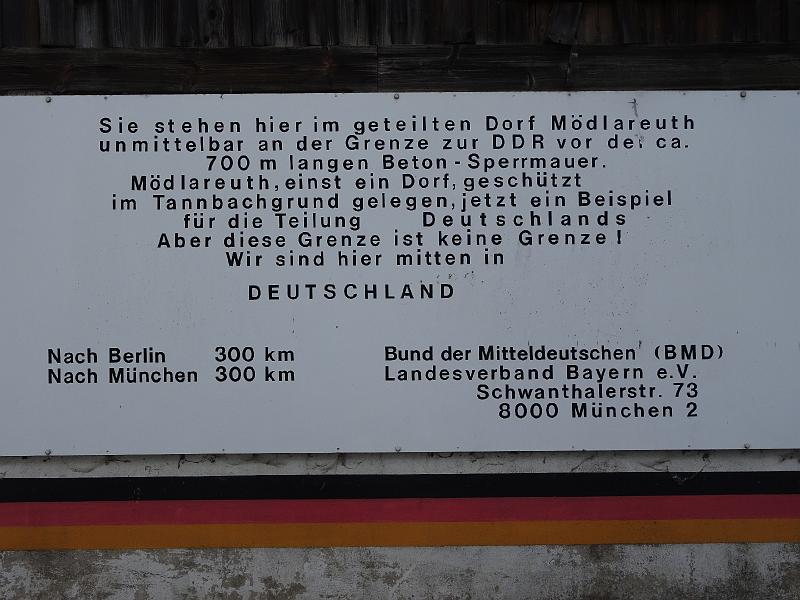 Sie stehen hier im geteilten Dorf Mödlareuth
unmittelbar an der Grenze zur DDR vor der ca.
700 m langen Beton-Sperrmauer.
Mödlareuth, einst ein Dorf, geschützt
im Tannbachgrund gelegen, jetzt ein Beispiel
für die Teilung Deutschlands
Aber diese Grenze ist keine Grenze!
Wir sind hier mitten in
DEUTSCHLAND
Nach Berlin 300 km
Nach München 300 km
Bund der Mitteldeutschen (BMD)
Landesverband Bayern e.V.
Schwanthalerstr. 73
8000 München 2